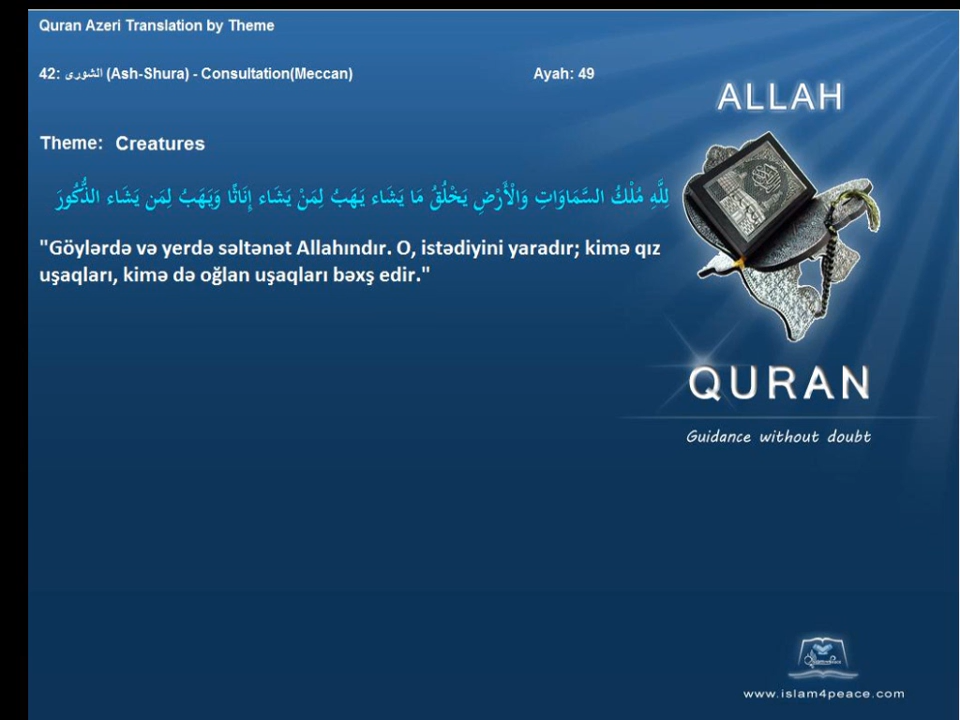 Quran Azeri Translation by Theme
42: الشورى (Ash-Shura) - Consultation(Meccan) Ayah: 49
Theme: Creatures
لِلَّهِ مُلْكُ السَّمَاوَاتِ وَالْأَرْضِ يَخْلُقُ مَا يَشَاء يَهَبُ لِمَنْ يَشَاء إِنَاثًا وَيَهَبُ لِمَن يَشَاء الذُّكُورَ
"Göylərdə və yerdə səltənət Allahındır. O, istədiyini yaradır; kimə qız
uşaqları, kimə də oğlan uşaqları bəxş edir."
ALLAH
QURAN
Guidance without doubt
www.islam4peace.com